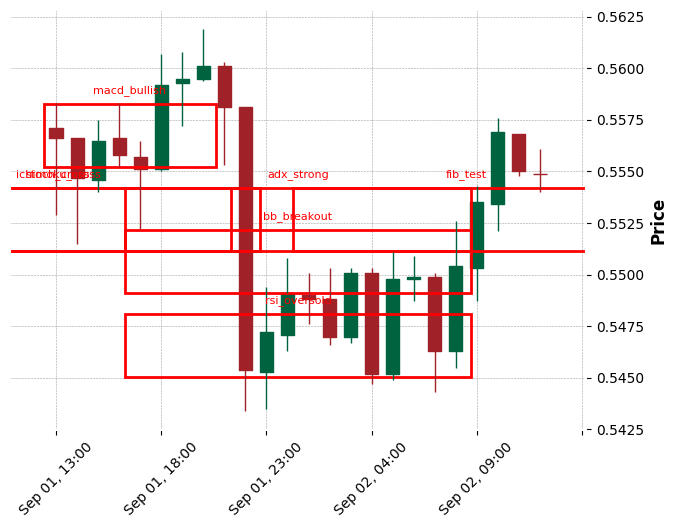 0.5625
0.5600
macd_bullish
0.5575
0.5550
adx_strong
fib_test
0.5525
bb_breakout
Price
0.5500
rsi_oversold
0.5475
0.5450
0.5425
Sep 01, 13:00
Sep 01, 18:00
Sep 01, 23:00
Sep 02, 04:00
Sep 02, 09:00